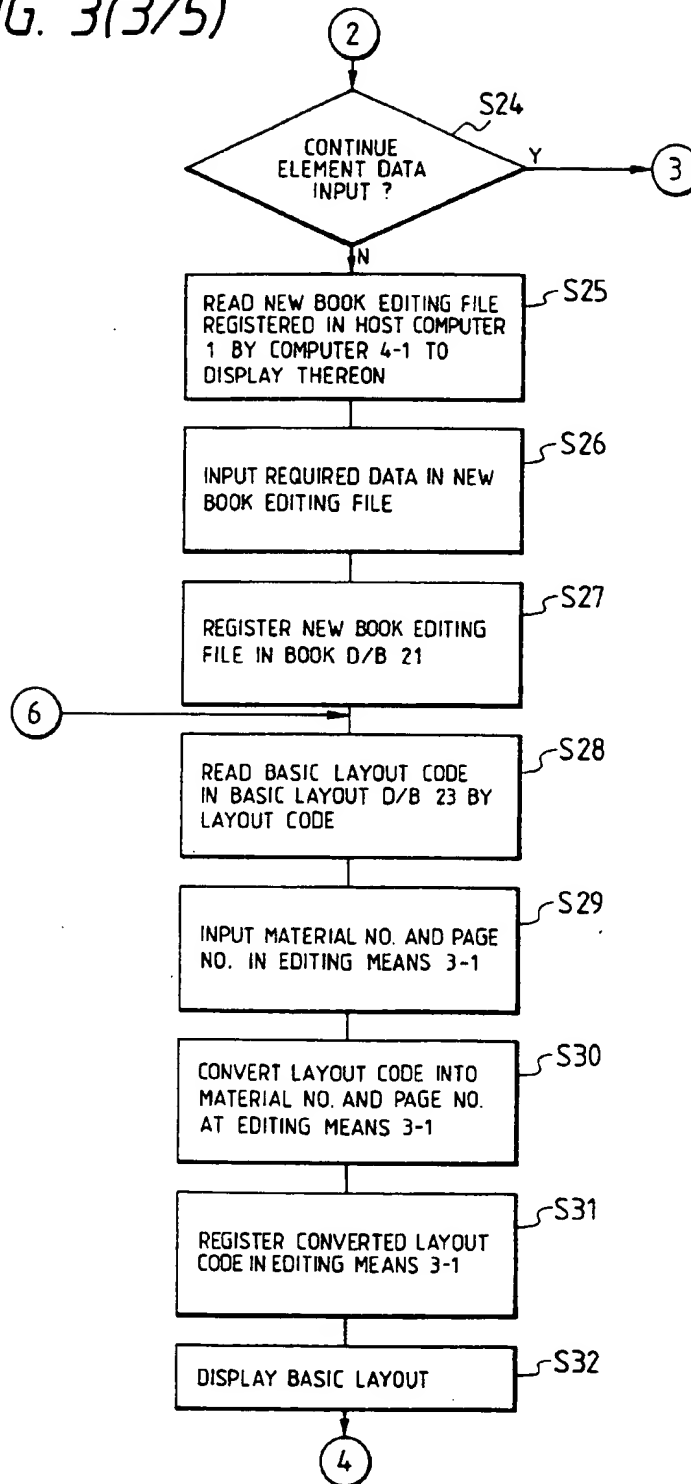 G. 3(3/5)
2
S24
CONTINUE
ELEMENT DATA
INPUT ?
Y
3
N
S25
READ NEW BOOK EDITING FILE
REGISTERED IN HOST COMPUTER
1 BY COMPUTER 4-1 TO
DISPLAY THEREON
S26
INPUT REQUIRED DATA IN NEW
BOOK EDITING FILE
S27
REGISTER NEW BOOK EDITING
FILE IN BOOK D/B 21
6
S28
READ BASIC LAYOUT CODE
IN BASIC LAYOUT D/B 23 BY
LAYOUT CODE
S29
INPUT MATERIAL NO. AND PAGE
NO. IN EDITING MEANS 3-1
S30
CONVERT LAYOUT CODE INTO
MATERIAL NO. AND PAGE NO.
AT EDITING MEANS 3-1
S31
REGISTER CONVERTED LAYOUT
CODE IN EDITING MEANS 3-1
S32
DISPLAY BASIC LAYOUT
4